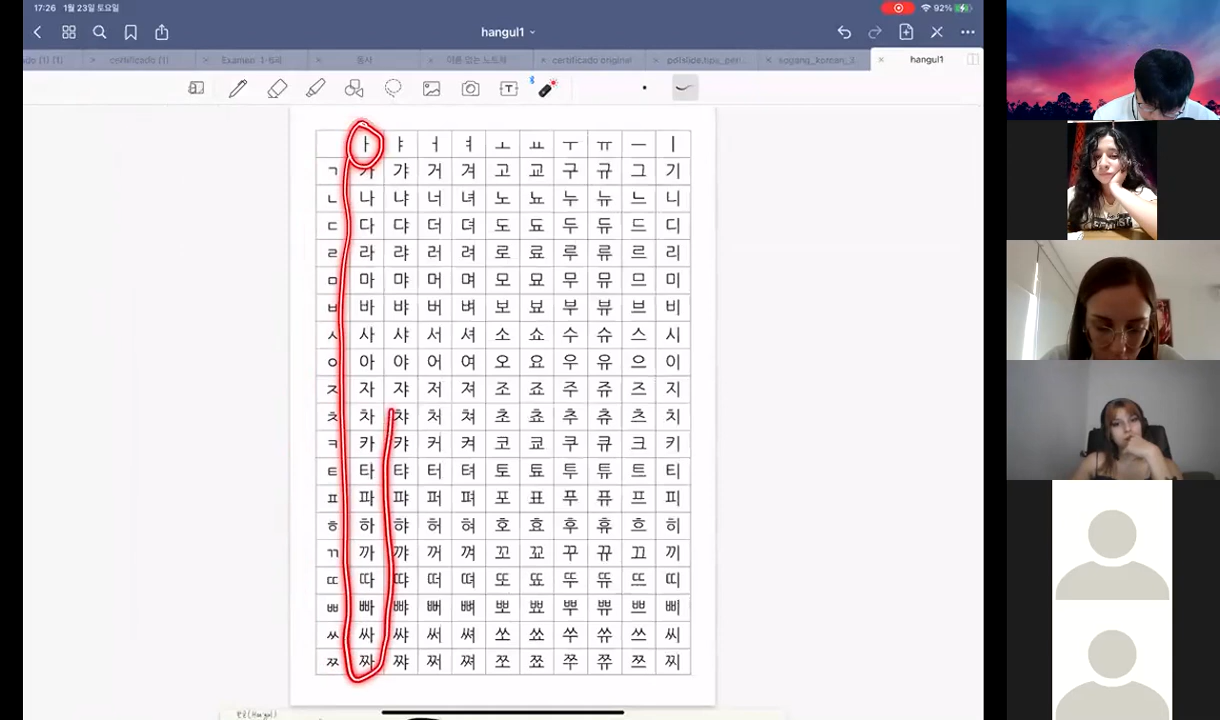 17:26 1월 23일 토요일
92%
hangul1
certificado (1)
Examen 1-6과
동사
이름 없는 노트북
certificado original
hangul1
ㅏ ㅑ ㅓ ㅕ ㅗ ㅛ ㅜ ㅠ ㅡ ㅣ
ㄱ 가 갸 거 겨 고 교 구 규 그 기
ㄴ 나 냐 너 녀 노 뇨 누 뉴 느 니
ㄷ 다 댜 더 뎌 도 됴 두 듀 드 디
ㄹ 라 랴 러 려 로 료 루 류 르 리
ㅁ 마 먀 머 며 모 묘 무 뮤 므 미
ㅂ 바 뱌 버 벼 보 뵤 부 뷰 브 비
ㅅ 사 샤 서 셔 소 쇼 수 슈 스 시
ㅇ 아 야 어 여 오 요 우 유 으 이
ㅈ 자 쟈 저 져 조 죠 주 쥬 즈 지
ㅊ 차 챠 처 쳐 초 쵸 추 츄 츠 치
ㅋ 카 캬 커 켜 코 쿄 쿠 큐 크 키
ㅌ 타 탸 터 텨 토 툐 투 튜 트 티
ㅍ 파 퍄 퍼 펴 포 표 푸 퓨 프 피
ㅎ 하 햐 허 혀 호 효 후 휴 흐 히
ㄲ 까 꺄 꺼 껴 꼬 꾜 꾸 뀨 끄 끼
ㄸ 따 땨 떠 뗘 또 뚀 뚜 뜌 뜨 띠
ㅃ 빠 뺘 뻐 뼈 뽀 뾰 뿌 쀼 쁘 삐
ㅆ 싸 쌰 써 쎠 쏘 쑈 쑤 쓔 쓰 씨
ㅉ 짜 쨔 쩌 쪄 쪼 쬬 쭈 쮸 쯔 찌
한글(Hangul)